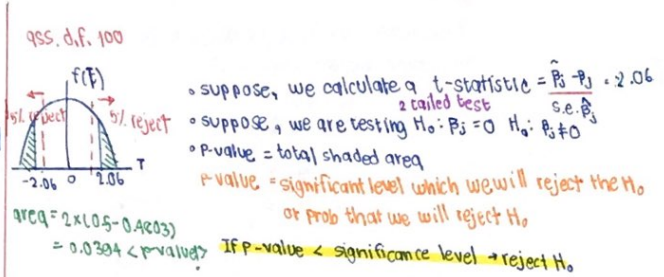 ass. d.f. 100
f(t)
• suppose, we calculate a t-statistic = β̂j - βj = 2.06
s.e. β̂j
2 tailed test
• suppose, we are testing H₀: βj = 0 Hₐ: βj ≠ 0
• P-value = total shaded area
P-value = significant level which we will reject the H₀
or prob that we will reject H₀
5% reject 5% reject
-2.06 0 2.06 T
area = 2×(0.5-0.4803)
= 0.0394 <p-value>
If p-value < significance level → reject H₀